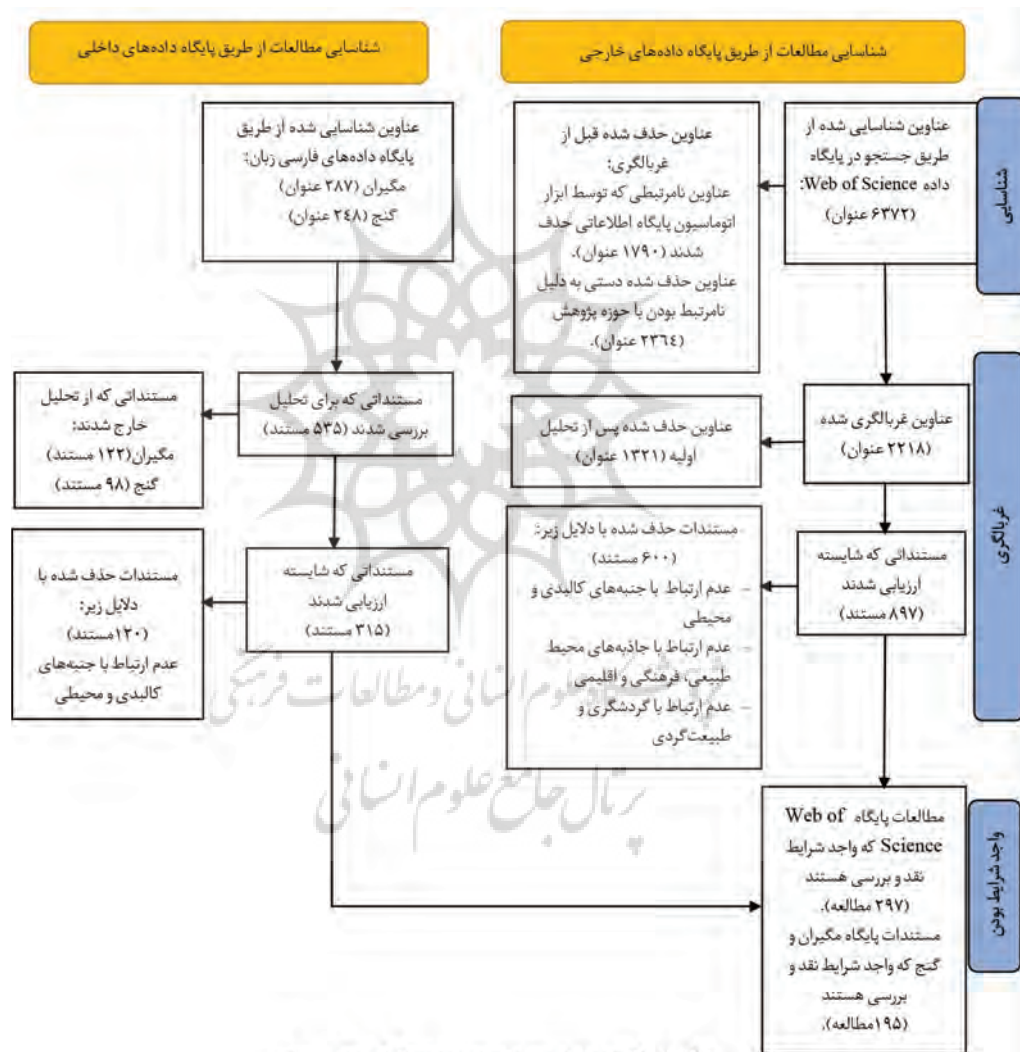 شناسایی مطالعات از طریق پایگاه داده‌های خارجی
شناسایی مطالعات از طریق پایگاه داده‌های داخلی
شناسایی
عناوین شناسایی شده از
طریق جستجو در پایگاه
داده Web of Science:
(۶۳۷۲ عنوان)
عناوین حذف شده قبل از
غربالگری:
عناوین نامرتبطی که توسط ابزار
اتوماسیون پایگاه اطلاعاتی حذف
شدند (۱۷۹۰ عنوان).
عناوین حذف شده دستی به دلیل
نامرتبط بودن با حوزه پژوهش
(۲۳٦٤ عنوان).
عناوین شناسایی شده از طریق
پایگاه داده‌های فارسی زبان:
مگیران (۲۸۷ عنوان)
گنج (۲٤۸ عنوان)
غربالگری
عناوین غربالگری شده
(۲۲۱۸ عنوان)
عناوین حذف شده پس از تحلیل
اولیه (۱۳۲۱ عنوان)
مستنداتی که برای تحلیل
بررسی شدند (۵۳۵ مستند)
مستنداتی که از تحلیل
خارج شدند:
مگیران(۱۲۲ مستند)
گنج (۹۸ مستند)
مستنداتی که شایسته
ارزیابی شدند
(۸۹۷ مستند)
مستندات حذف شده با دلایل زیر:
(۶۰۰ مستند)
- عدم ارتباط با جنبه‌های کالبدی و
محیطی
- عدم ارتباط با جاذبه‌های محیط
طبیعی، فرهنگی و اقلیمی
- عدم ارتباط با گردشگری و
طبیعت‌گردی
مستنداتی که شایسته
ارزیابی شدند
(۳۱۵ مستند)
مستندات حذف شده با
دلایل زیر:
(۱۲۰مستند)
عدم ارتباط با جنبه‌های
کالبدی و محیطی
واجد شرایط بودن
مطالعات پایگاه Web of
Science که واجد شرایط
نقد و بررسی هستند
(۲۹۷ مطالعه).
مستندات پایگاه مگیران و
گنج که واجد شرایط نقد و
بررسی هستند
(۱۹۵مطالعه).
علوم انسانی و مطالعات فرهنگی
پرتال جامع علوم انسانی